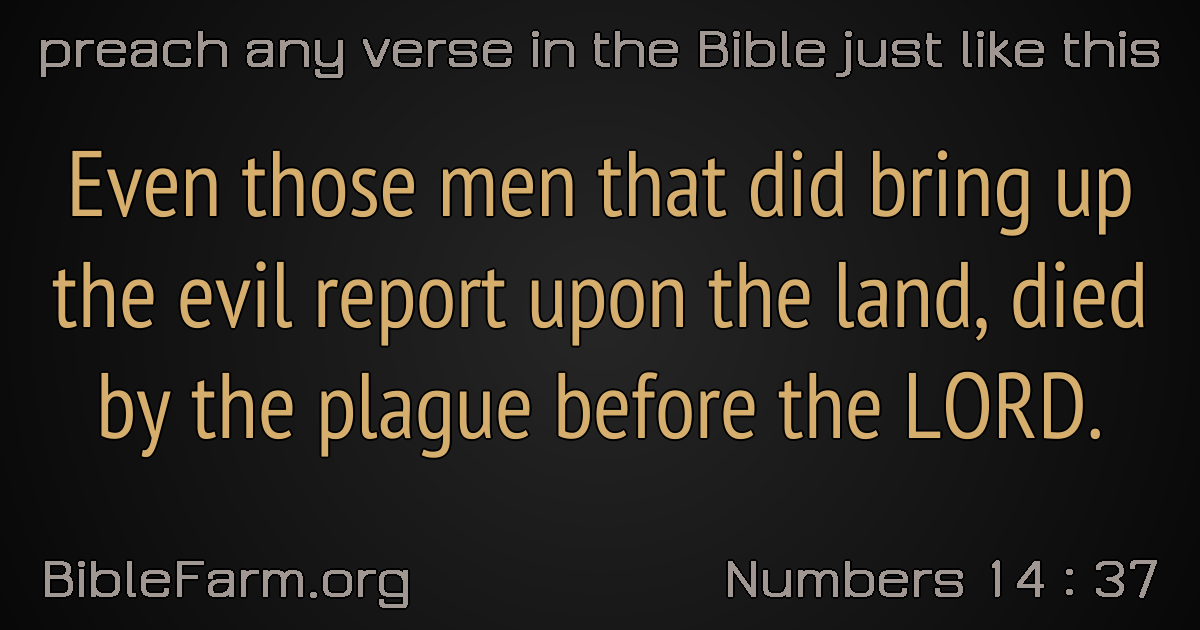 preach any verse in the Bible just like this
Even those men that did bring up
the evil report upon the land, died
by the plague before the LORD.
BibleFarm.org
Numbers 14 : 37